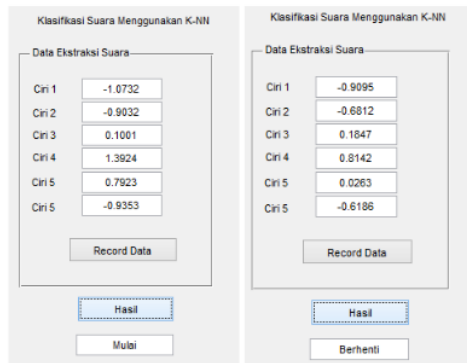 Klasifikasi Suara Menggunakan K-NN
Data Ekstraksi Suara
Ciri 1 -1.0732
Ciri 2 -0.9032
Ciri 3 0.1001
Ciri 4 1.3924
Ciri 5 0.7923
Ciri 5 -0.9353
Record Data
Hasil
Mulai
Klasifikasi Suara Menggunakan K-NN
Data Ekstraksi Suara
Ciri 1 -0.9095
Ciri 2 -0.6812
Ciri 3 0.1847
Ciri 4 0.8142
Ciri 5 0.0263
Ciri 5 -0.6186
Record Data
Hasil
Berhenti